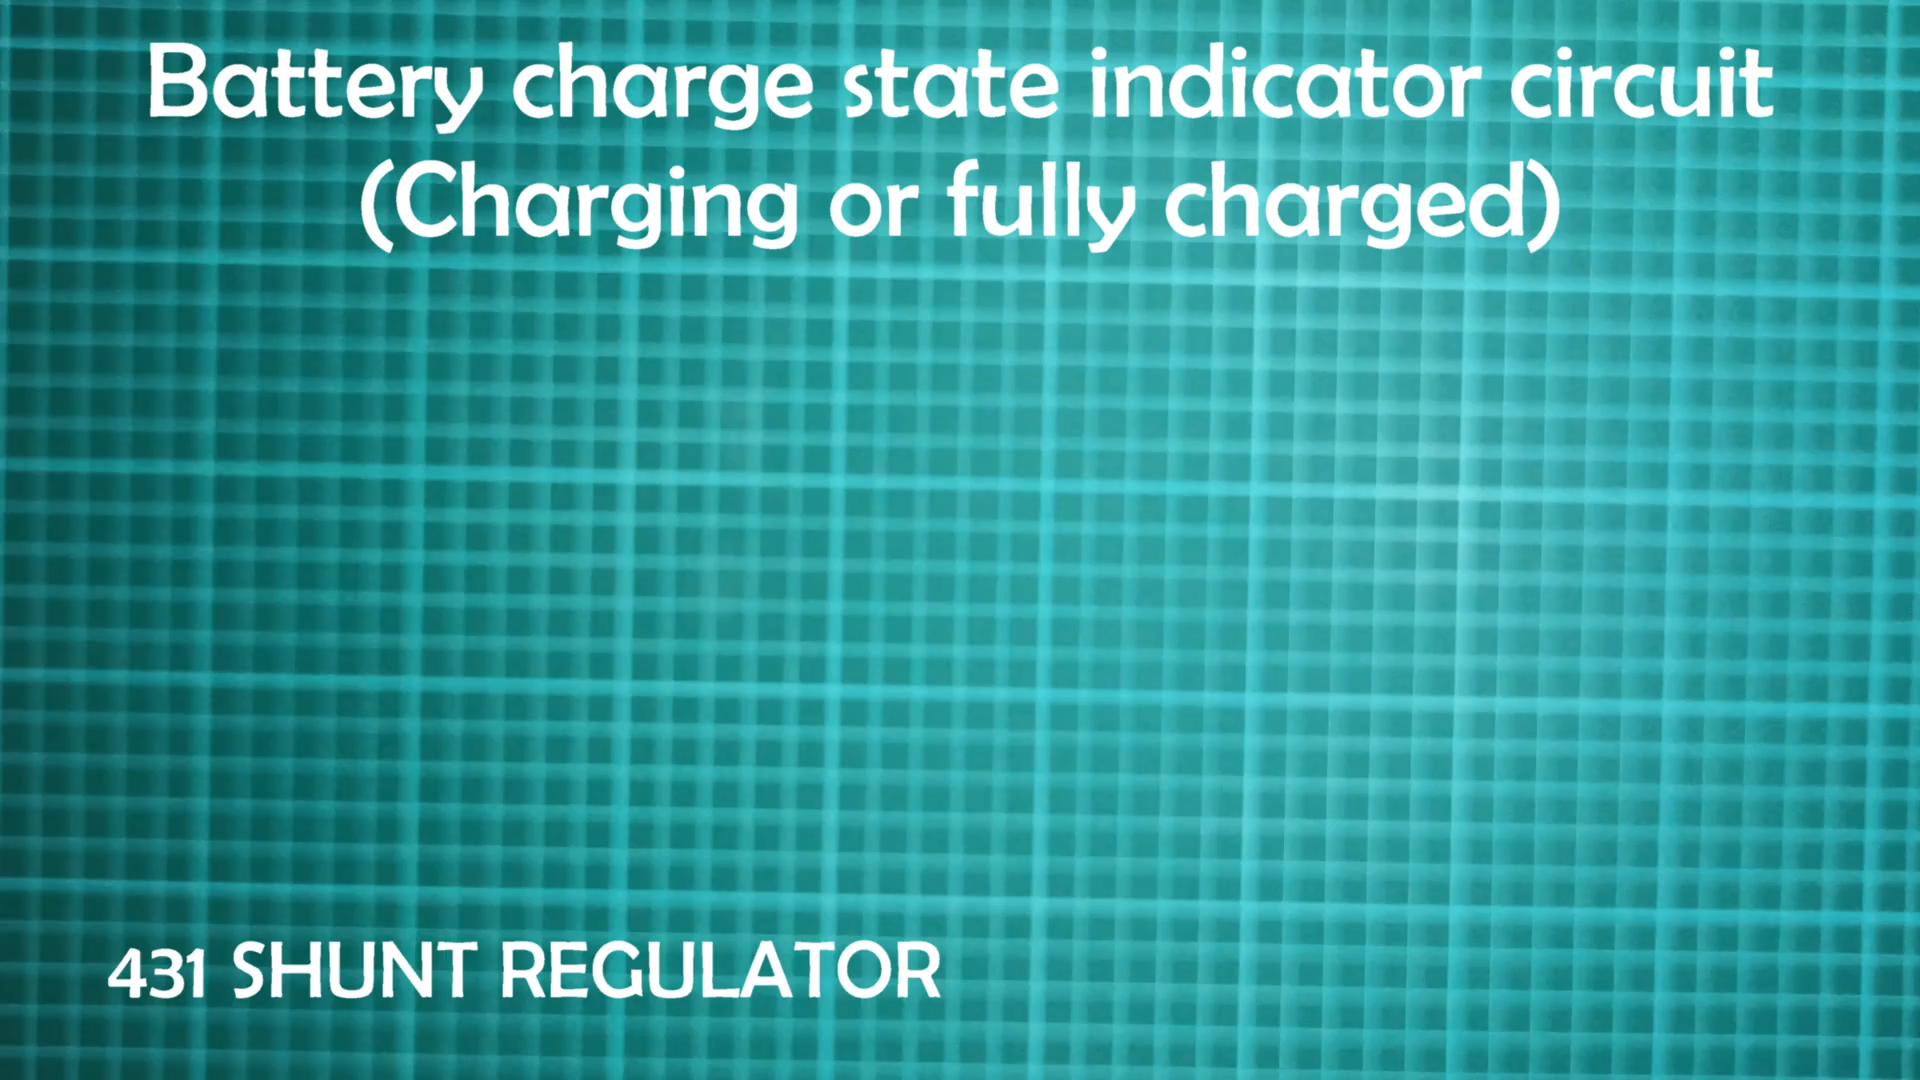 Battery charge state indicator circuit
(Charging or fully charged)
431 SHUNT REGULATOR